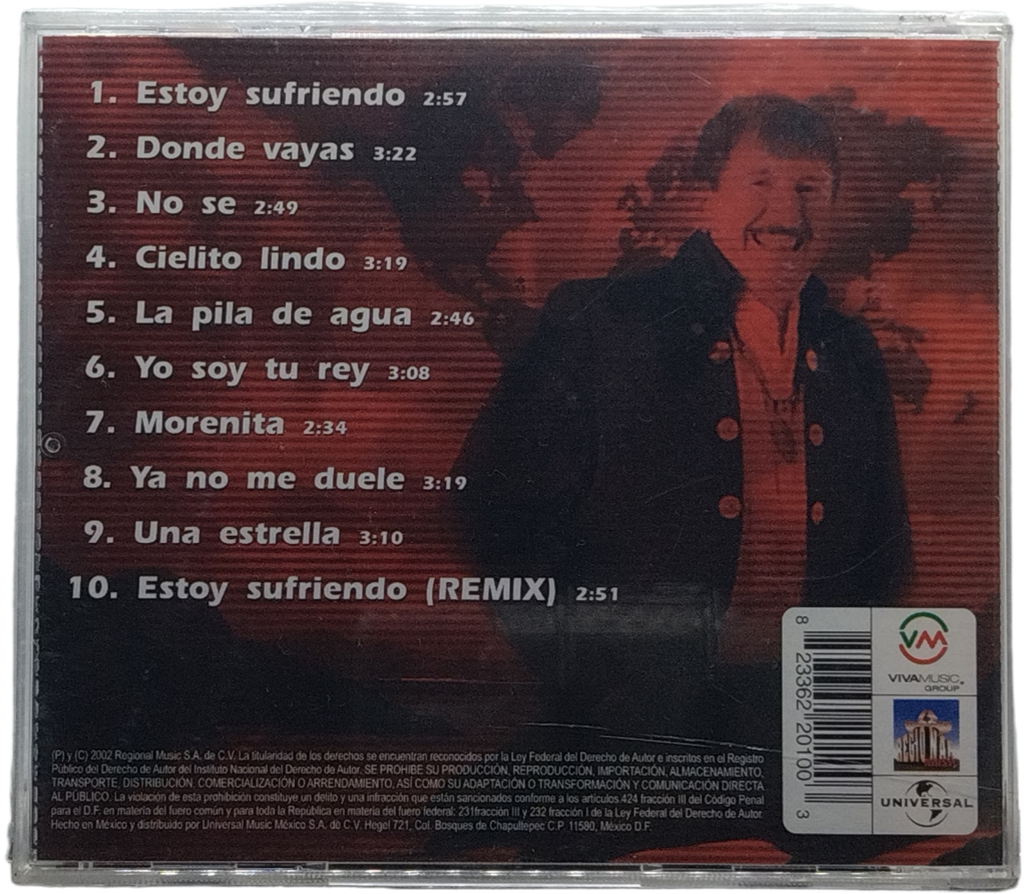 1. Estoy sufriendo 2:57
2. Donde vayas 3:22
3. No se 2:49
4. Cielito lindo 3:19
5. La pila de agua 2:46
6. Yo soy tu rey 3:08
7. Morenita 2:34
8. Ya no me duele 3:19
9. Una estrella 3:10
10. Estoy sufriendo (REMIX) 2:51
8 23362 20100 3
VM
VIVAMUSIC®
GROUP
REGIONAL
UNIVERSAL
(P) y (C) 2002 Regional Music S.A. de C.V. La titularidad de los derechos se encuentran reconocidos por la Ley Federal del Derecho de Autor e inscritos en el Registro
Público del Derecho de Autor del Instituto Nacional del Derecho de Autor. SE PROHIBE SU PRODUCCIÓN, REPRODUCCIÓN, IMPORTACIÓN, ALMACENAMIENTO,
TRANSPORTE, DISTRIBUCIÓN, COMERCIALIZACIÓN O ARRENDAMIENTO, ASÍ COMO SU ADAPTACIÓN O TRANSFORMACIÓN Y COMUNICACIÓN DIRECTA
AL PÚBLICO. La violación de esta prohibición constituye un delito y una infracción que están sancionados conforme a los artículos 424 fracción III del Código Penal
para el D.F. en materia del fuero común y para toda la República en materia del fuero federal: 231fracción III y 232 fracción I de la Ley Federal del Derecho de Autor.
Hecho en México y distribuido por Universal Music México S.A. de C.V. Hegel 721, Col. Bosques de Chapultepec C.P. 11580, México D.F.